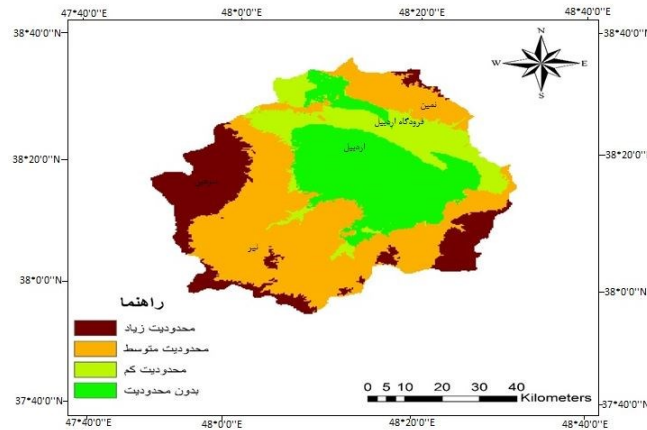 47°40'0"E 48°0'0"E 48°20'0"E 48°40'0"E
38°40'0"N 38°40'0"N
N
W E
S
نمین
فرودگاه اردبیل
اردبیل
38°20'0"N 38°20'0"N
نیر
38°0'0"N 38°0'0"N
راهنما
محدودیت زیاد
محدودیت متوسط
محدودیت کم
بدون محدودیت
0 5 10 20 30 40
Kilometers
37°40'0"N 37°40'0"N
47°40'0"E 48°0'0"E 48°20'0"E 48°40'0"E